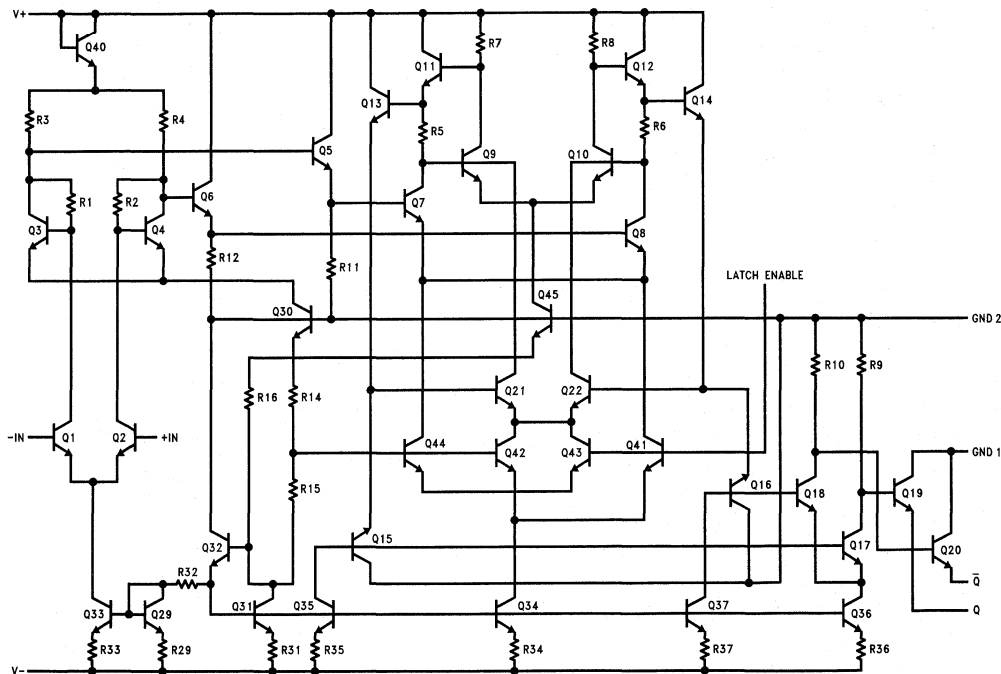 V+
Q40
R7
R8
Q11
Q12
Q13
Q14
R3
R4
R5
R6
Q5
Q9
Q10
R1
R2
Q6
Q7
Q3
Q4
Q8
R12
R11
LATCH ENABLE
Q45
Q30
GND 2
R10
R9
R16
R14
Q21
Q22
-IN
Q1
Q2
+IN
Q44
Q42
Q43
Q41
GND 1
R15
Q16
Q18
Q19
Q32
Q15
Q17
Q20
R32
Q̅
Q33
Q29
Q31
Q35
Q34
Q37
Q36
Q
R33
R29
R31
R35
R34
R37
R36
V-